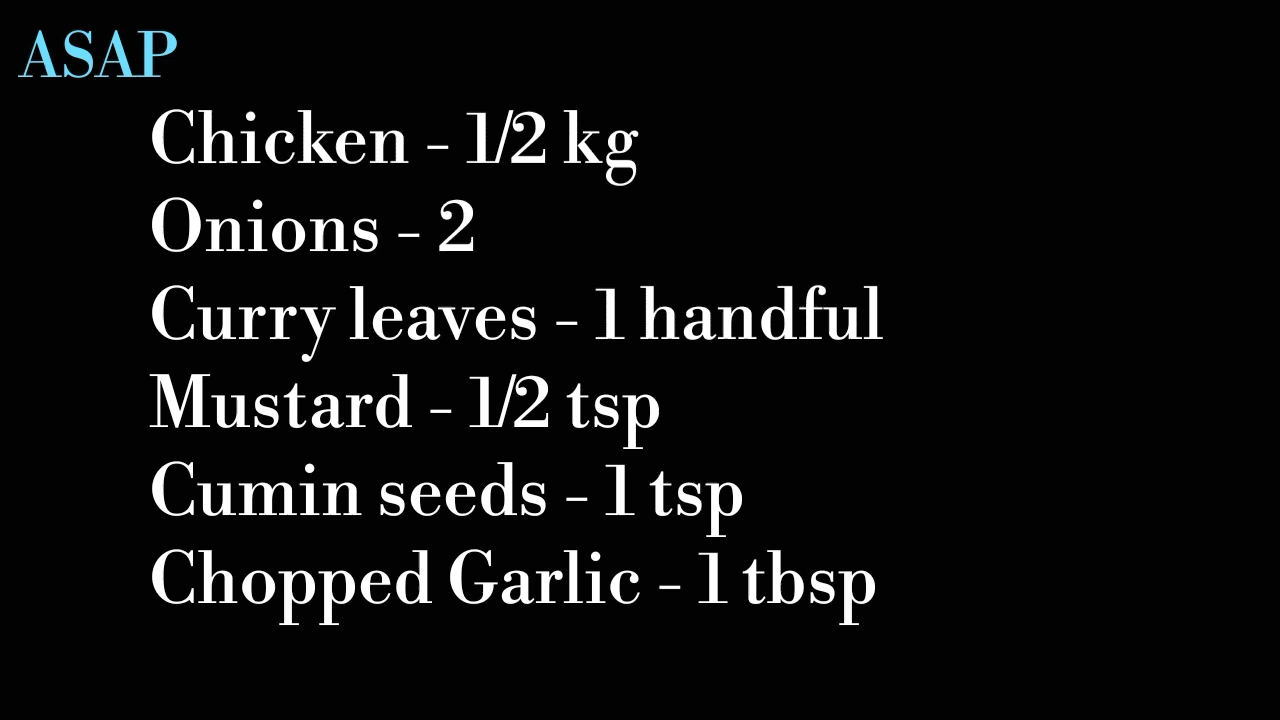 ASAP
Chicken - 1/2 kg
Onions - 2
Curry leaves - 1 handful
Mustard - 1/2 tsp
Cumin seeds - 1 tsp
Chopped Garlic - 1 tbsp